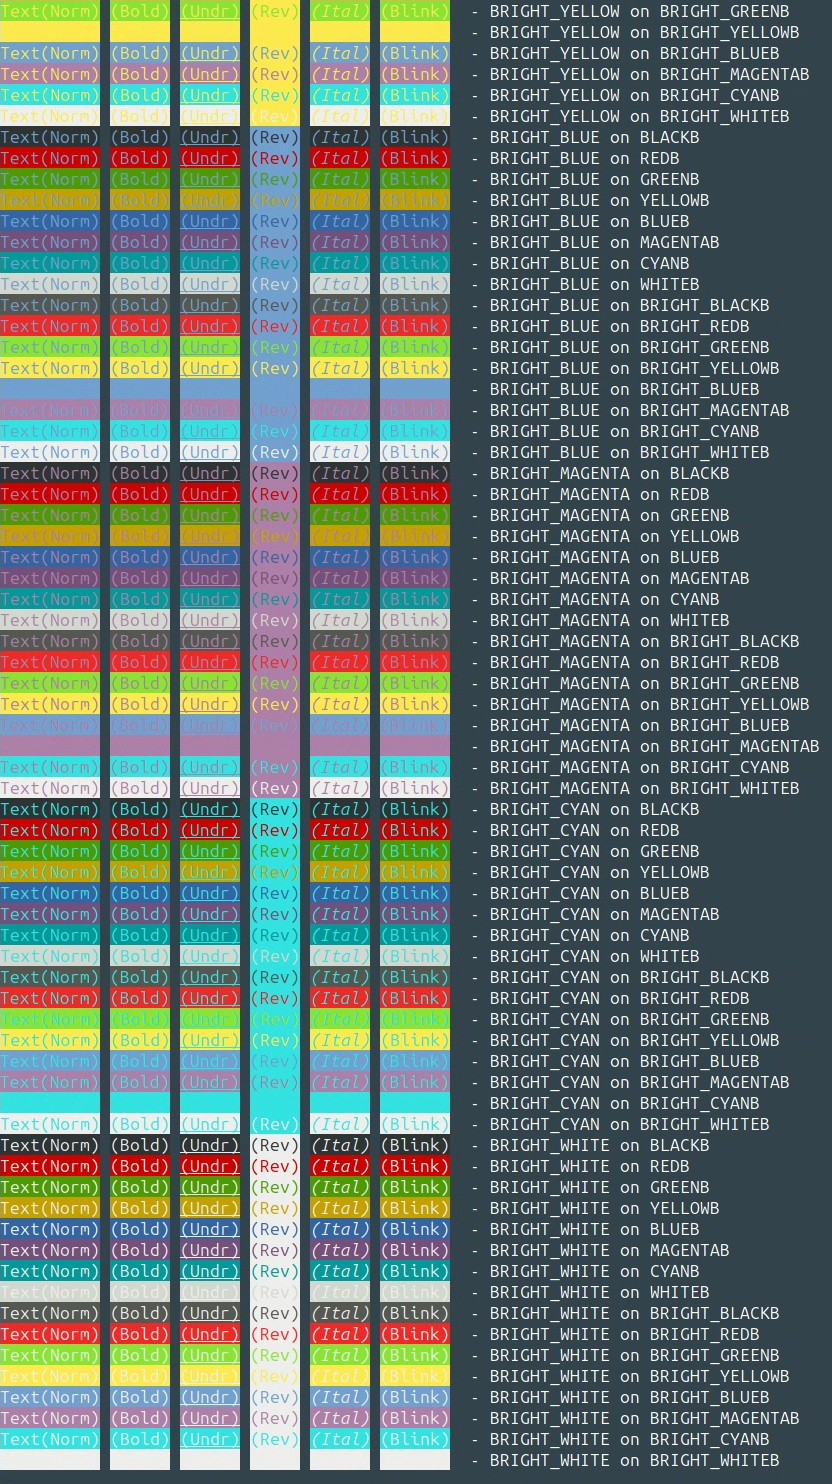 Text(Norm) (Bold) (Undr) (Rev) (Ital) (Blink) - BRIGHT_YELLOW on BRIGHT_GREENB
- BRIGHT_YELLOW on BRIGHT_YELLOWB
Text(Norm) (Bold) (Undr) (Rev) (Ital) (Blink) - BRIGHT_YELLOW on BRIGHT_BLUEB
Text(Norm) (Bold) (Undr) (Rev) (Ital) (Blink) - BRIGHT_YELLOW on BRIGHT_MAGENTAB
Text(Norm) (Bold) (Undr) (Rev) (Ital) (Blink) - BRIGHT_YELLOW on BRIGHT_CYANB
Text(Norm) (Bold) (Undr) (Rev) (Ital) (Blink) - BRIGHT_YELLOW on BRIGHT_WHITEB
Text(Norm) (Bold) (Undr) (Rev) (Ital) (Blink) - BRIGHT_BLUE on BLACKB
Text(Norm) (Bold) (Undr) (Rev) (Ital) (Blink) - BRIGHT_BLUE on REDB
Text(Norm) (Bold) (Undr) (Rev) (Ital) (Blink) - BRIGHT_BLUE on GREENB
Text(Norm) (Bold) (Undr) (Rev) (Ital) (Blink) - BRIGHT_BLUE on YELLOWB
Text(Norm) (Bold) (Undr) (Rev) (Ital) (Blink) - BRIGHT_BLUE on BLUEB
Text(Norm) (Bold) (Undr) (Rev) (Ital) (Blink) - BRIGHT_BLUE on MAGENTAB
Text(Norm) (Bold) (Undr) (Rev) (Ital) (Blink) - BRIGHT_BLUE on CYANB
Text(Norm) (Bold) (Undr) (Rev) (Ital) (Blink) - BRIGHT_BLUE on WHITEB
Text(Norm) (Bold) (Undr) (Rev) (Ital) (Blink) - BRIGHT_BLUE on BRIGHT_BLACKB
Text(Norm) (Bold) (Undr) (Rev) (Ital) (Blink) - BRIGHT_BLUE on BRIGHT_REDB
Text(Norm) (Bold) (Undr) (Rev) (Ital) (Blink) - BRIGHT_BLUE on BRIGHT_GREENB
Text(Norm) (Bold) (Undr) (Rev) (Ital) (Blink) - BRIGHT_BLUE on BRIGHT_YELLOWB
- BRIGHT_BLUE on BRIGHT_BLUEB
Text(Norm) (Bold) (Undr) (Rev) (Ital) (Blink) - BRIGHT_BLUE on BRIGHT_MAGENTAB
Text(Norm) (Bold) (Undr) (Rev) (Ital) (Blink) - BRIGHT_BLUE on BRIGHT_CYANB
Text(Norm) (Bold) (Undr) (Rev) (Ital) (Blink) - BRIGHT_BLUE on BRIGHT_WHITEB
Text(Norm) (Bold) (Undr) (Rev) (Ital) (Blink) - BRIGHT_MAGENTA on BLACKB
Text(Norm) (Bold) (Undr) (Rev) (Ital) (Blink) - BRIGHT_MAGENTA on REDB
Text(Norm) (Bold) (Undr) (Rev) (Ital) (Blink) - BRIGHT_MAGENTA on GREENB
Text(Norm) (Bold) (Undr) (Rev) (Ital) (Blink) - BRIGHT_MAGENTA on YELLOWB
Text(Norm) (Bold) (Undr) (Rev) (Ital) (Blink) - BRIGHT_MAGENTA on BLUEB
Text(Norm) (Bold) (Undr) (Rev) (Ital) (Blink) - BRIGHT_MAGENTA on MAGENTAB
Text(Norm) (Bold) (Undr) (Rev) (Ital) (Blink) - BRIGHT_MAGENTA on CYANB
Text(Norm) (Bold) (Undr) (Rev) (Ital) (Blink) - BRIGHT_MAGENTA on WHITEB
Text(Norm) (Bold) (Undr) (Rev) (Ital) (Blink) - BRIGHT_MAGENTA on BRIGHT_BLACKB
Text(Norm) (Bold) (Undr) (Rev) (Ital) (Blink) - BRIGHT_MAGENTA on BRIGHT_REDB
Text(Norm) (Bold) (Undr) (Rev) (Ital) (Blink) - BRIGHT_MAGENTA on BRIGHT_GREENB
Text(Norm) (Bold) (Undr) (Rev) (Ital) (Blink) - BRIGHT_MAGENTA on BRIGHT_YELLOWB
Text(Norm) (Bold) (Undr) (Rev) (Ital) (Blink) - BRIGHT_MAGENTA on BRIGHT_BLUEB
- BRIGHT_MAGENTA on BRIGHT_MAGENTAB
Text(Norm) (Bold) (Undr) (Rev) (Ital) (Blink) - BRIGHT_MAGENTA on BRIGHT_CYANB
Text(Norm) (Bold) (Undr) (Rev) (Ital) (Blink) - BRIGHT_MAGENTA on BRIGHT_WHITEB
Text(Norm) (Bold) (Undr) (Rev) (Ital) (Blink) - BRIGHT_CYAN on BLACKB
Text(Norm) (Bold) (Undr) (Rev) (Ital) (Blink) - BRIGHT_CYAN on REDB
Text(Norm) (Bold) (Undr) (Rev) (Ital) (Blink) - BRIGHT_CYAN on GREENB
Text(Norm) (Bold) (Undr) (Rev) (Ital) (Blink) - BRIGHT_CYAN on YELLOWB
Text(Norm) (Bold) (Undr) (Rev) (Ital) (Blink) - BRIGHT_CYAN on BLUEB
Text(Norm) (Bold) (Undr) (Rev) (Ital) (Blink) - BRIGHT_CYAN on MAGENTAB
Text(Norm) (Bold) (Undr) (Rev) (Ital) (Blink) - BRIGHT_CYAN on CYANB
Text(Norm) (Bold) (Undr) (Rev) (Ital) (Blink) - BRIGHT_CYAN on WHITEB
Text(Norm) (Bold) (Undr) (Rev) (Ital) (Blink) - BRIGHT_CYAN on BRIGHT_BLACKB
Text(Norm) (Bold) (Undr) (Rev) (Ital) (Blink) - BRIGHT_CYAN on BRIGHT_REDB
Text(Norm) (Bold) (Undr) (Rev) (Ital) (Blink) - BRIGHT_CYAN on BRIGHT_GREENB
Text(Norm) (Bold) (Undr) (Rev) (Ital) (Blink) - BRIGHT_CYAN on BRIGHT_YELLOWB
Text(Norm) (Bold) (Undr) (Rev) (Ital) (Blink) - BRIGHT_CYAN on BRIGHT_BLUEB
Text(Norm) (Bold) (Undr) (Rev) (Ital) (Blink) - BRIGHT_CYAN on BRIGHT_MAGENTAB
- BRIGHT_CYAN on BRIGHT_CYANB
Text(Norm) (Bold) (Undr) (Rev) (Ital) (Blink) - BRIGHT_CYAN on BRIGHT_WHITEB
Text(Norm) (Bold) (Undr) (Rev) (Ital) (Blink) - BRIGHT_WHITE on BLACKB
Text(Norm) (Bold) (Undr) (Rev) (Ital) (Blink) - BRIGHT_WHITE on REDB
Text(Norm) (Bold) (Undr) (Rev) (Ital) (Blink) - BRIGHT_WHITE on GREENB
Text(Norm) (Bold) (Undr) (Rev) (Ital) (Blink) - BRIGHT_WHITE on YELLOWB
Text(Norm) (Bold) (Undr) (Rev) (Ital) (Blink) - BRIGHT_WHITE on BLUEB
Text(Norm) (Bold) (Undr) (Rev) (Ital) (Blink) - BRIGHT_WHITE on MAGENTAB
Text(Norm) (Bold) (Undr) (Rev) (Ital) (Blink) - BRIGHT_WHITE on CYANB
Text(Norm) (Bold) (Undr) (Rev) (Ital) (Blink) - BRIGHT_WHITE on WHITEB
Text(Norm) (Bold) (Undr) (Rev) (Ital) (Blink) - BRIGHT_WHITE on BRIGHT_BLACKB
Text(Norm) (Bold) (Undr) (Rev) (Ital) (Blink) - BRIGHT_WHITE on BRIGHT_REDB
Text(Norm) (Bold) (Undr) (Rev) (Ital) (Blink) - BRIGHT_WHITE on BRIGHT_GREENB
Text(Norm) (Bold) (Undr) (Rev) (Ital) (Blink) - BRIGHT_WHITE on BRIGHT_YELLOWB
Text(Norm) (Bold) (Undr) (Rev) (Ital) (Blink) - BRIGHT_WHITE on BRIGHT_BLUEB
Text(Norm) (Bold) (Undr) (Rev) (Ital) (Blink) - BRIGHT_WHITE on BRIGHT_MAGENTAB
Text(Norm) (Bold) (Undr) (Rev) (Ital) (Blink) - BRIGHT_WHITE on BRIGHT_CYANB
- BRIGHT_WHITE on BRIGHT_WHITEB